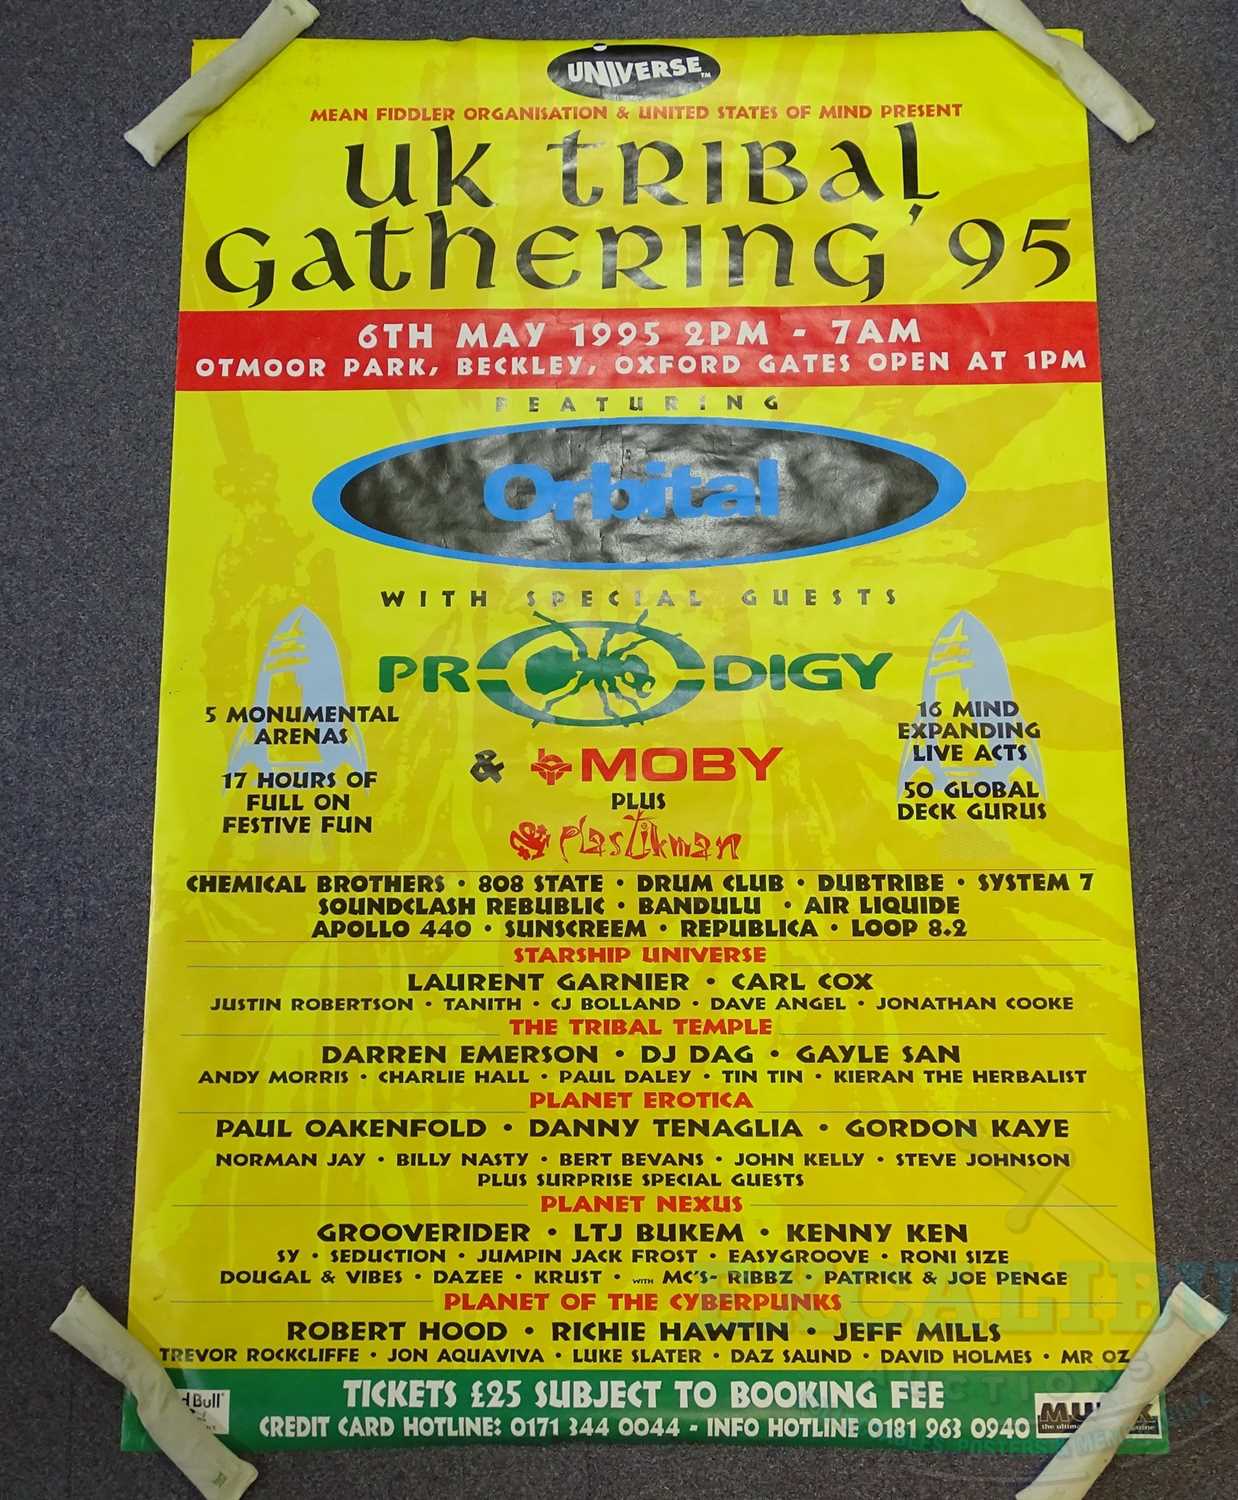 UNIVERSE TM
MEAN FIDDLER ORGANISATION & UNITED STATES OF MIND PRESENT
UK TRIBAL
GATHERING '95
6TH MAY 1995 2PM - 7AM
OTMOOR PARK, BECKLEY, OXFORD GATES OPEN AT 1PM
FEATURING
Orbital
WITH SPECIAL GUESTS
PRODIGY
5 MONUMENTAL
ARENAS
17 HOURS OF
FULL ON
FESTIVE FUN
16 MIND
EXPANDING
LIVE ACTS
50 GLOBAL
DECK GURUS
& MOBY
PLUS
plastikman
CHEMICAL BROTHERS • 808 STATE • DRUM CLUB • DUBTRIBE • SYSTEM 7
SOUNDCLASH REBUBLIC • BANDULU • AIR LIQUIDE
APOLLO 440 • SUNSCREEM • REPUBLICA • LOOP 8.2
STARSHIP UNIVERSE
LAURENT GARNIER • CARL COX
JUSTIN ROBERTSON • TANITH • CJ BOLLAND • DAVE ANGEL • JONATHAN COOKE
THE TRIBAL TEMPLE
DARREN EMERSON • DJ DAG • GAYLE SAN
ANDY MORRIS • CHARLIE HALL • PAUL DALEY • TIN TIN • KIERAN THE HERBALIST
PLANET EROTICA
PAUL OAKENFOLD • DANNY TENAGLIA • GORDON KAYE
NORMAN JAY • BILLY NASTY • BERT BEVANS • JOHN KELLY • STEVE JOHNSON
PLUS SURPRISE SPECIAL GUESTS
PLANET NEXUS
GROOVERIDER • LTJ BUKEM • KENNY KEN
SY • SEDUCTION • JUMPIN JACK FROST • EASYGROOVE • RONI SIZE
DOUGAL & VIBES • DAZEE • KRUST • WITH MC'S- RIBBZ • PATRICK & JOE PENGE
PLANET OF THE CYBERPUNKS
ROBERT HOOD • RICHIE HAWTIN • JEFF MILLS
TREVOR ROCKCLIFFE • JON AQUAVIVA • LUKE SLATER • DAZ SAUND • DAVID HOLMES • MR OZ
TICKETS £25 SUBJECT TO BOOKING FEE
CREDIT CARD HOTLINE: 0171 344 0044 - INFO HOTLINE 0181 963 0940
d Bull